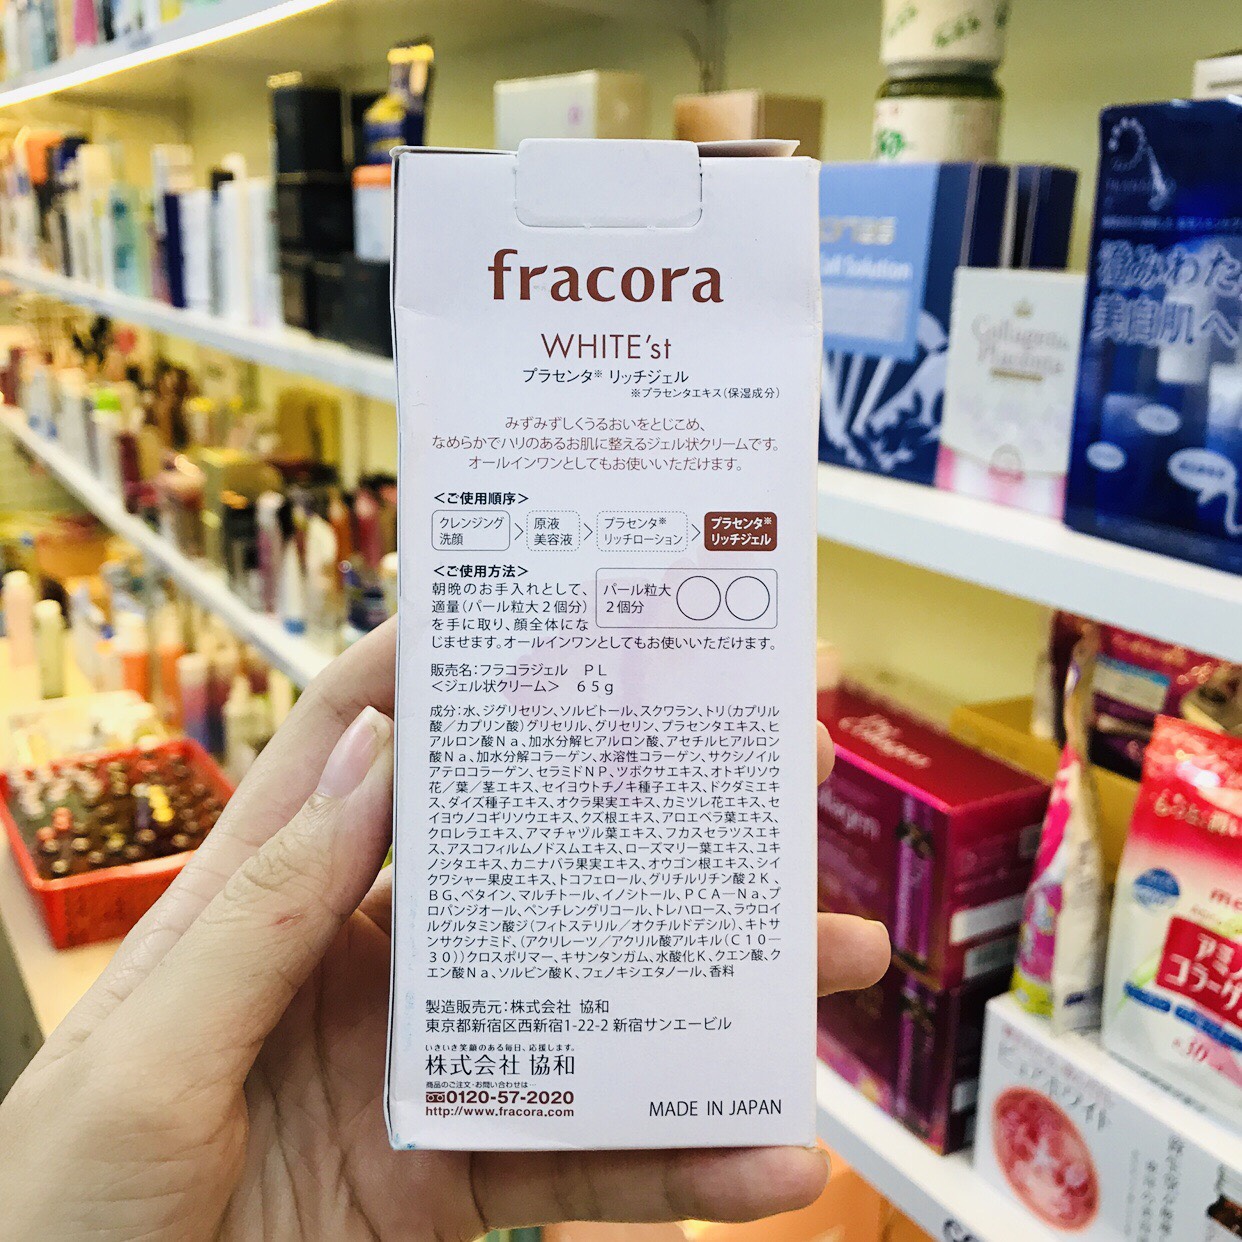 fracora
WHITE'st
プラセンタ※ リッチジェル
※プラセンタエキス(保湿成分)
みずみずしくうるおいをとじこめ、
なめらかでハリのあるお肌に整えるジェル状クリームです。
オールインワンとしてもお使いいただけます。
<ご使用順序>
クレンジング
洗顔
原液
美容液
プラセンタ※
リッチローション
プラセンタ※
リッチジェル
<ご使用方法>
朝晩のお手入れとして、
適量(パール粒大2個分)
を手に取り、顔全体にな
じませます。オールインワンとしてもお使いいただけます。
パール粒大
2個分
販売名:フラコラジェル PL
<ジェル状クリーム> 65g
成分:水、ジグリセリン、ソルビトール、スクワラン、トリ(カプリル
酸/カプリン酸)グリセリル、グリセリン、プラセンタエキス、ヒ
アルロン酸Na、加水分解ヒアルロン酸、アセチルヒアルロン
酸Na、加水分解コラーゲン、水溶性コラーゲン、サクシノイル
アテロコラーゲン、セラミドNP、ツボクサエキス、オトギリソウ
花/葉/茎エキス、セイヨウトチノキ種子エキス、ドクダミエキ
ス、ダイズ種子エキス、オクラ果実エキス、カミツレ花エキス、セ
イヨウノコギリソウエキス、クズ根エキス、アロエベラ葉エキス、
クロレラエキス、アマチャヅル葉エキス、フカスセラツスエキ
ス、アスコフィルムノドスムエキス、ローズマリー葉エキス、ユキ
ノシタエキス、カニナバラ果実エキス、オウゴン根エキス、シイ
クワシャー果皮エキス、トコフェロール、グリチルリチン酸2K、
BG、ベタイン、マルチトール、イノシトール、PCA―Na、プ
ロパンジオール、ペンチレングリコール、トレハロース、ラウロイ
ルグルタミン酸ジ(フィトステリル/オクチルドデシル)、キトサ
ンサクシナミド、(アクリレーツ/アクリル酸アルキル(C10―
30))クロスポリマー、キサンタンガム、水酸化K、クエン酸、ク
エン酸Na、ソルビン酸K、フェノキシエタノール、香料
製造販売元:株式会社 協和
東京都新宿区西新宿1-22-2 新宿サンエービル
いきいき笑顔のある毎日、応援します。
株式会社 協和
商品のご注文・お問い合わせは…
0120-57-2020
http://www.fracora.com
MADE IN JAPAN
Cell Solution
Collagen
Placenta
悩みわた
美白肌へ
アミノ
コラーゲ